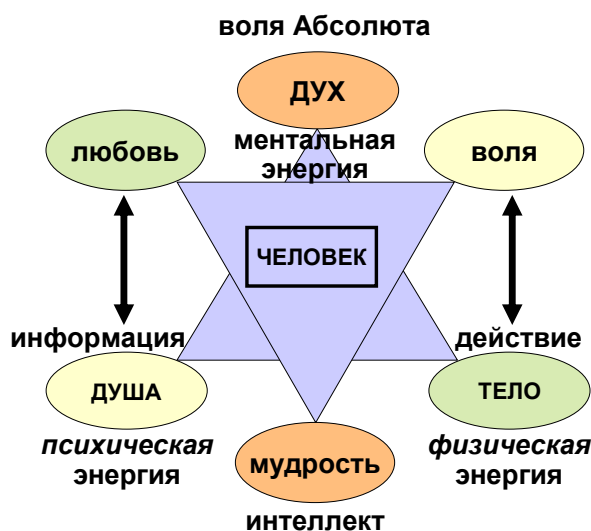 воля Абсолюта
ДУХ
ментальная
энергия
любовь
воля
ЧЕЛОВЕК
информация
действие
ДУША
ТЕЛО
психическая
энергия
физическая
энергия
мудрость
интеллект